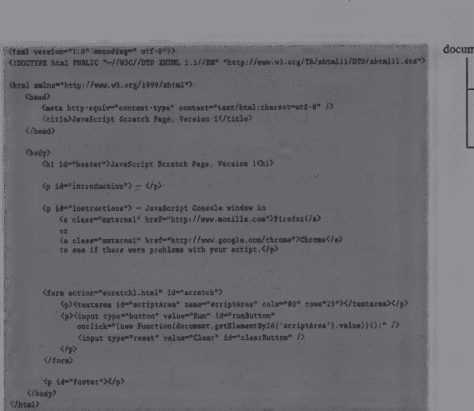 <?xml version="1.0" encoding=" utf-8"?>
<!DOCTYPE html PUBLIC "-//W3C//DTD XHTML 1.1//EN" "http://www.w3.org/TR/xhtml11/DTD/xhtml11.dtd">
<html xmlns="http://www.w3.org/1999/xhtml">
<head>
<meta http-equiv="content-type" content="text/html;charset=utf-8" />
<title>JavaScript Scratch Page, Version 1</title>
</head>
<body>
<h1 id="header">JavaScript Scratch Page, Version 1<h1>
<p id="introduction"> — </p>
<p id="instructions"> — JavaScript Console window in
<a class="external" href="http://www.mozilla.com">Firefox</a>
or
<a class="external" href="http://www.google.com/chrome">Chrome</a>
to see if there were problems with your script.</p>
<form action="scratch1.html" id="scratch">
<p><textarea id="scriptArea" name="scriptArea" cols="80" rows"25"></textarea></p>
<p><input type="button" value="Run" id="runButton"
onclick="(new Function(document.getElementById('scriptArea').value))();" />
<input type="reset" value="Clear" id="clearButton" />
</p>
</form>
<p id="footer"></p>
</body>
</html>
docum